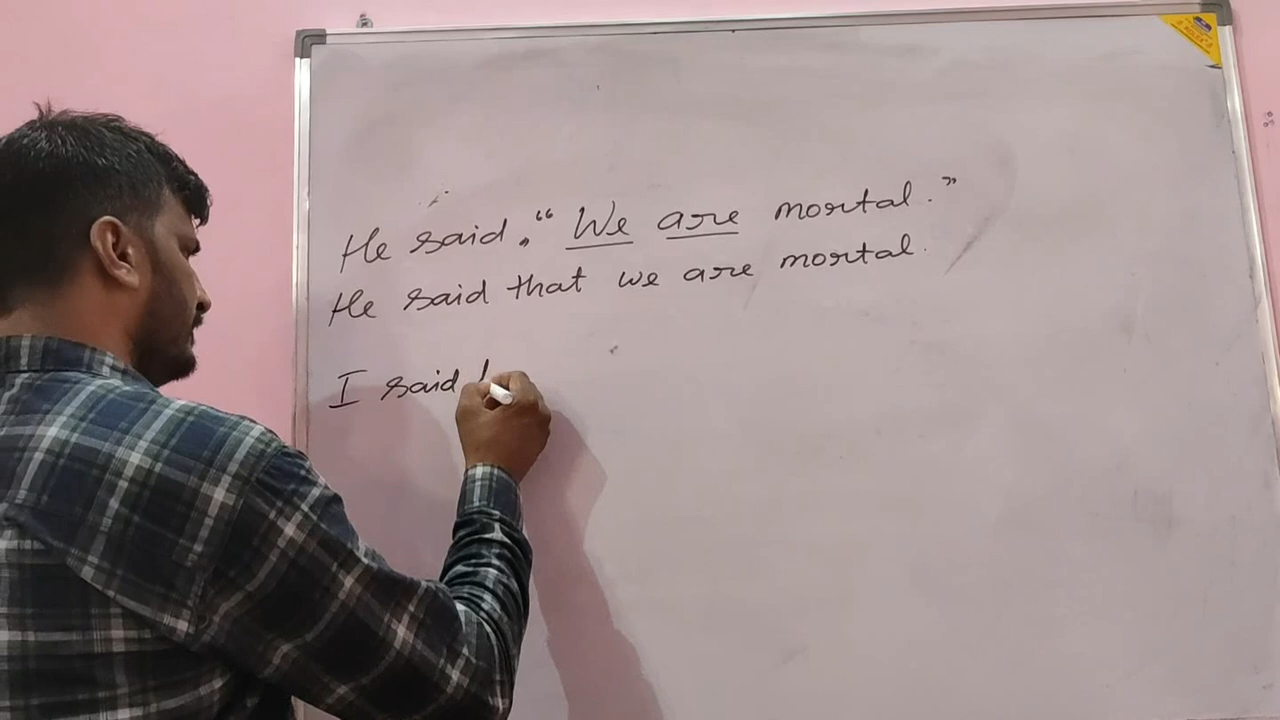 He said, “We are mortal.”
He said that we are mortal.
I said